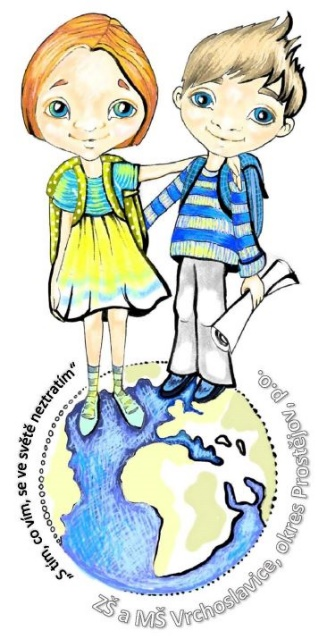 „S tím, co vím, se ve světě neztratím“
ZŠ a MŠ Vrchoslavice, okres Prostějov, p.o.